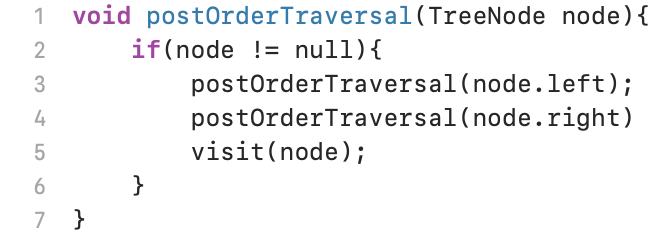 1 void postOrderTraversal(TreeNode node){
2     if(node != null){
3         postOrderTraversal(node.left);
4         postOrderTraversal(node.right)
5         visit(node);
6     }
7 }